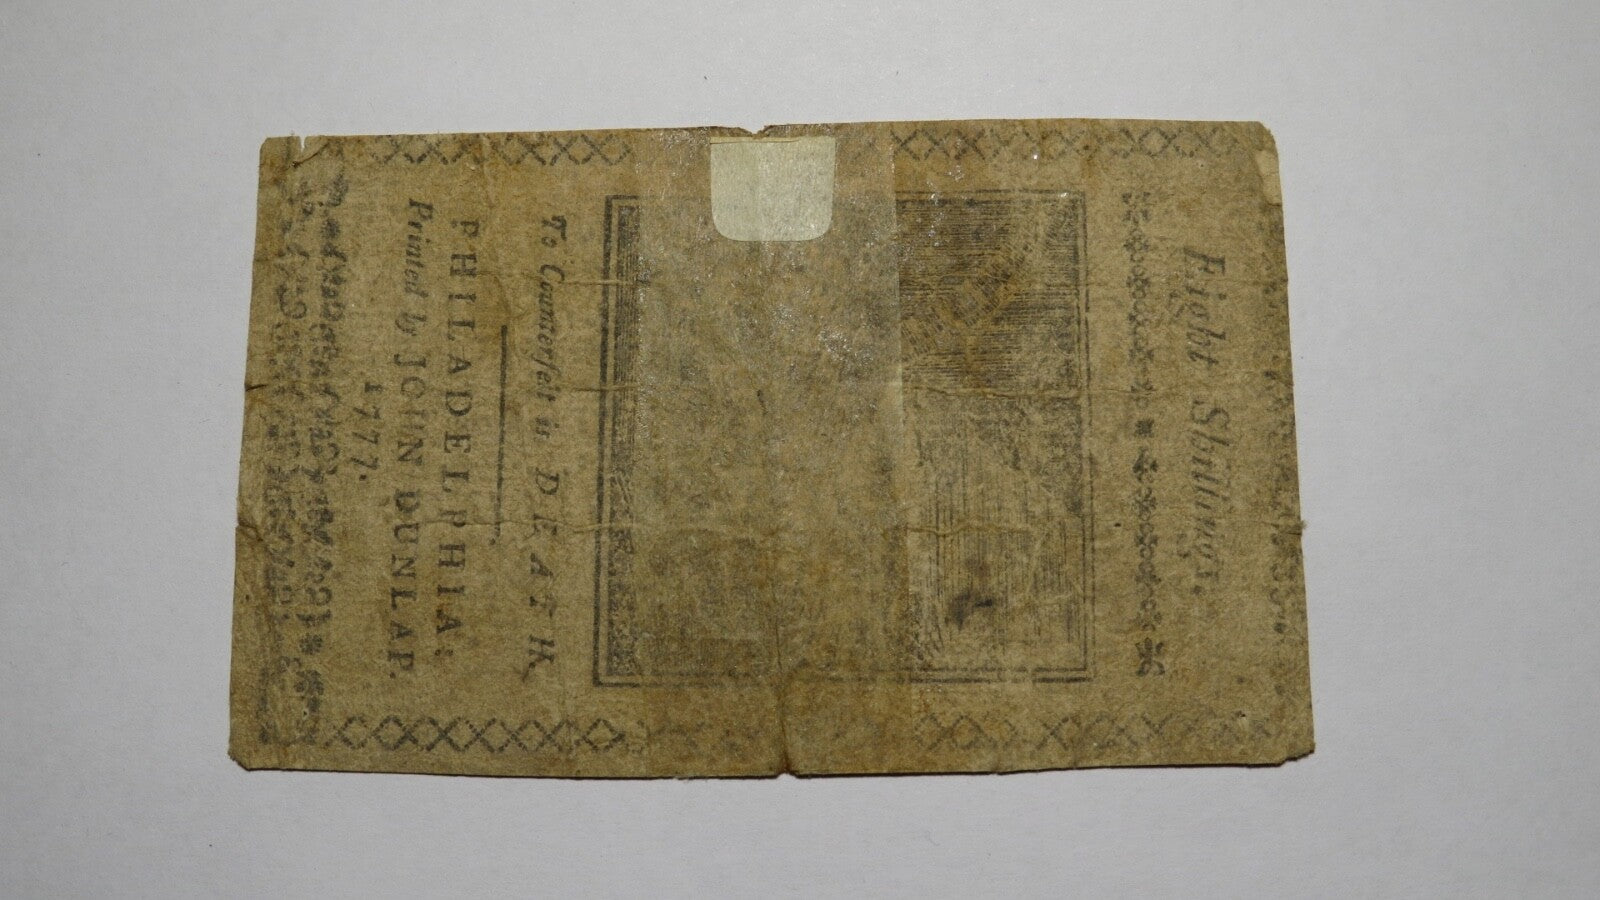 Eight Shillings.
To Counterfeit is DEATH.
PHILADELPHIA:
Printed by JOHN DUNLAP.
1777.